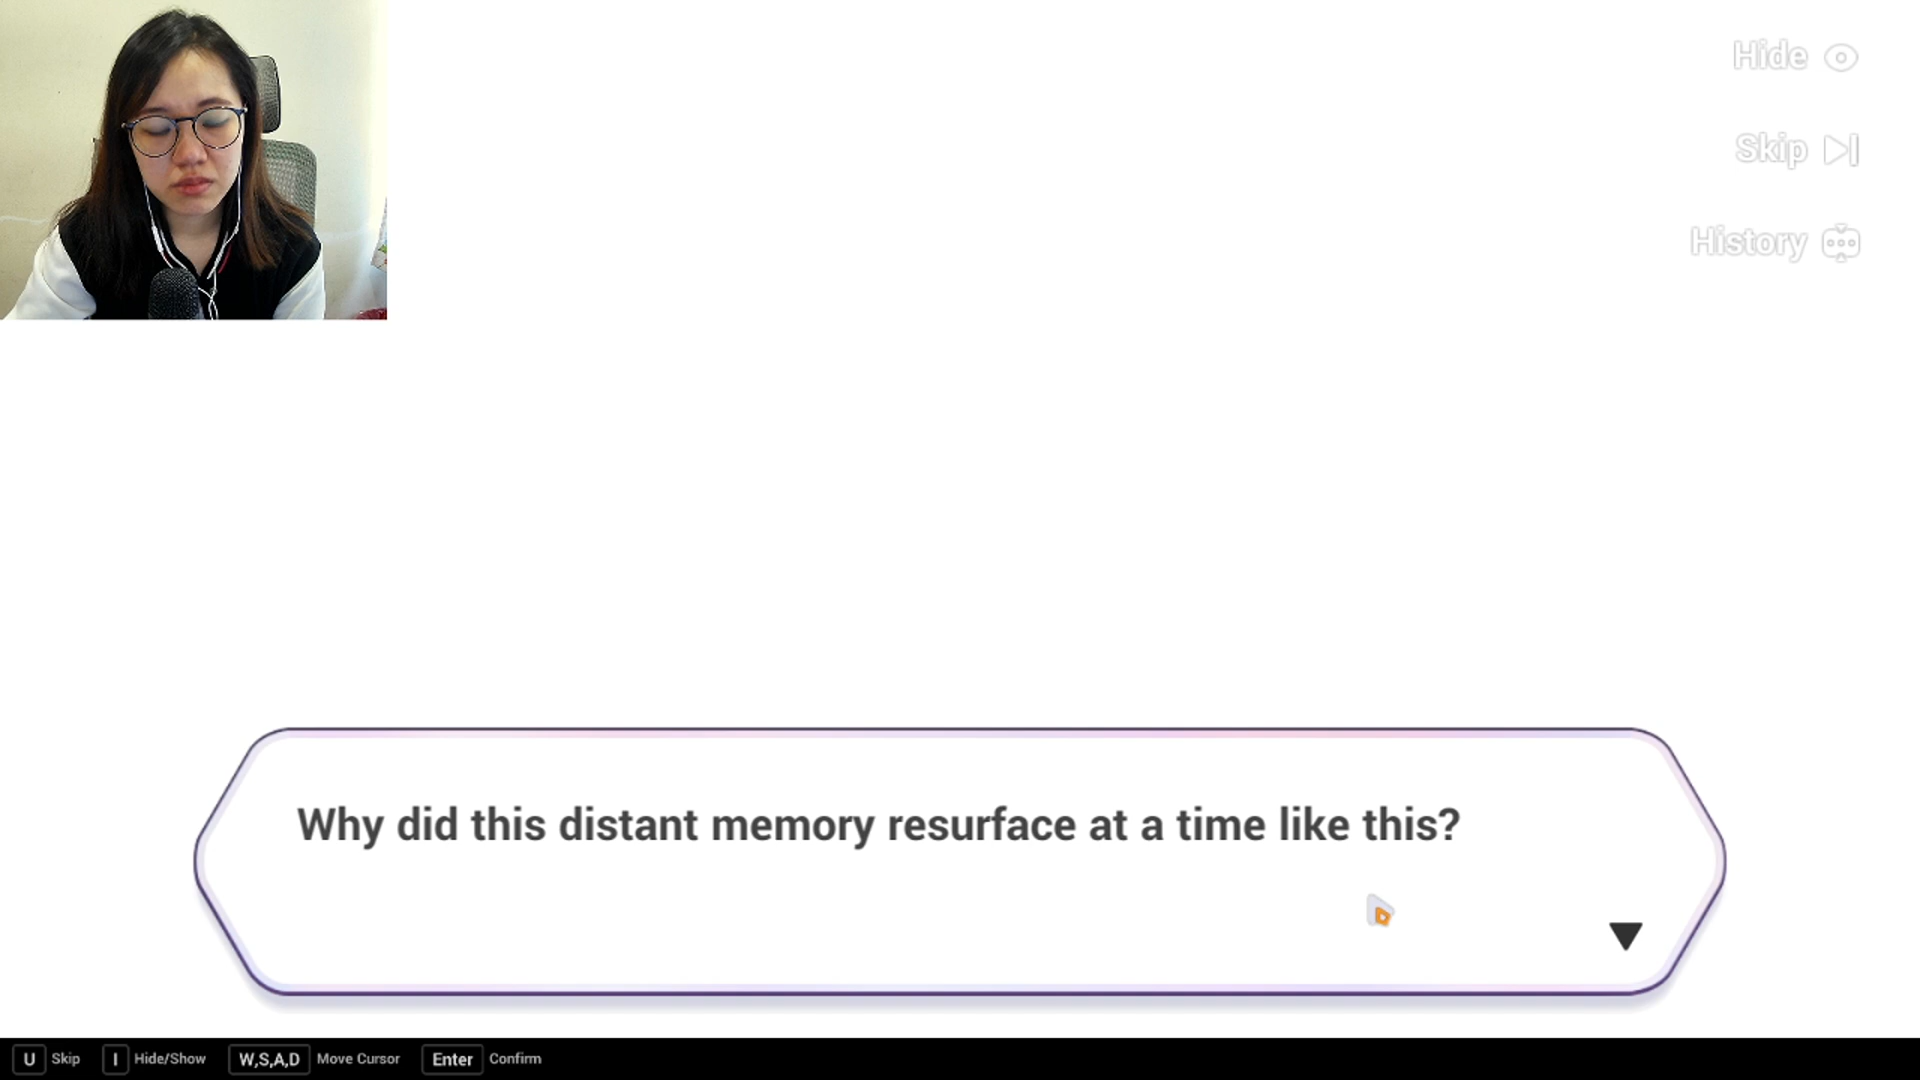 Hide
Skip
History
Why did this distant memory resurface at a time like this?
U Skip I Hide/Show W,S,A,D Move Cursor Enter Confirm